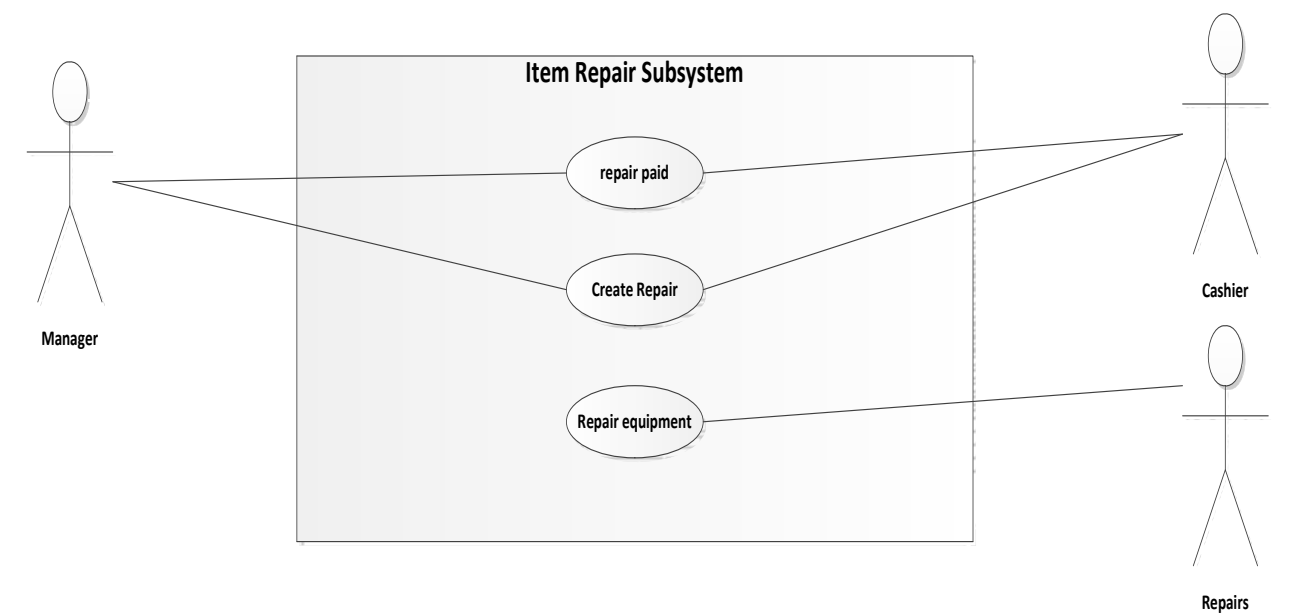 Item Repair Subsystem
repair paid
Create Repair
Cashier
Manager
Repair equipment
Repairs